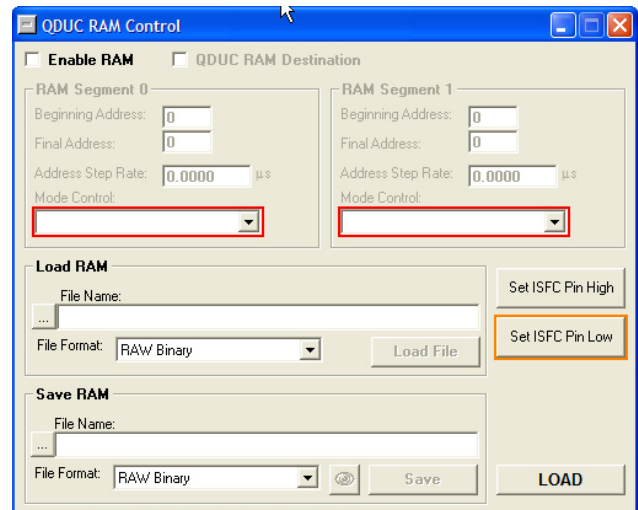 QDUC RAM Control
Enable RAM QDUC RAM Destination
RAM Segment 0 RAM Segment 1
Beginning Address: 0 Beginning Address: 0
Final Address: 0 Final Address: 0
Address Step Rate: 0.0000 µs Address Step Rate: 0.0000 µs
Mode Control: Mode Control:
Load RAM
File Name:
...
File Format: RAW Binary Load File
Set ISFC Pin High
Set ISFC Pin Low
Save RAM
File Name:
...
File Format: RAW Binary Save
LOAD